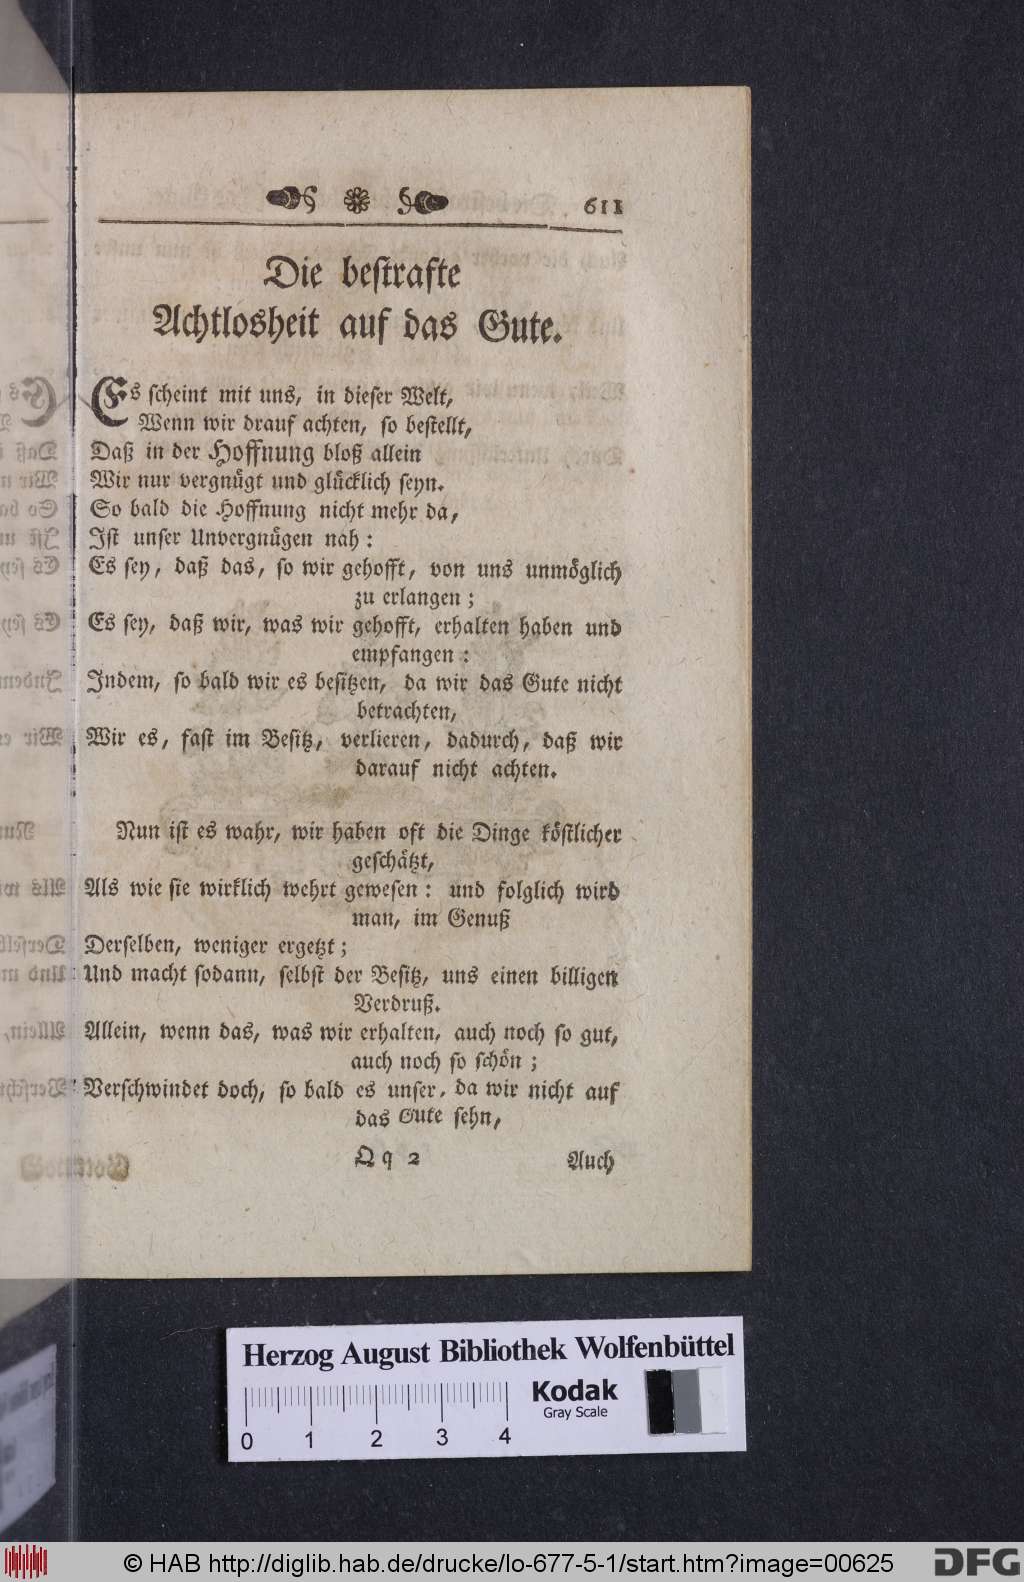 611
Die bestrafte
Achtlosheit auf das Gute.
Es scheint mit uns, in dieser Welt,
Wenn wir drauf achten, so bestellt,
Daß in der Hoffnung bloß allein
Wir nur vergnügt und glücklich seyn.
So bald die Hoffnung nicht mehr da,
Ist unser Unvergnügen nah:
Es sey, daß das, so wir gehofft, von uns unmöglich
zu erlangen;
Es sey, daß wir, was wir gehofft, erhalten haben und
empfangen:
Indem, so bald wir es besitzen, da wir das Gute nicht
betrachten,
Wir es, fast im Besitz, verlieren, dadurch, daß wir
darauf nicht achten.
Nun ist es wahr, wir haben oft die Dinge köstlicher
geschätzt,
Als wie sie wirklich wehrt gewesen: und folglich wird
man, im Genuß
Derselben, weniger ergetzt;
Und macht sodann, selbst der Besitz, uns einen billigen
Verdruß.
Allein, wenn das, was wir erhalten, auch noch so gut,
auch noch so schön;
Verschwindet doch, so bald es unser, da wir nicht auf
das Gute sehn,
Qq 2 Auch
Herzog August Bibliothek Wolfenbüttel
Kodak
Gray Scale
0 1 2 3 4
© HAB http://diglib.hab.de/drucke/lo-677-5-1/start.htm?image=00625
DFG